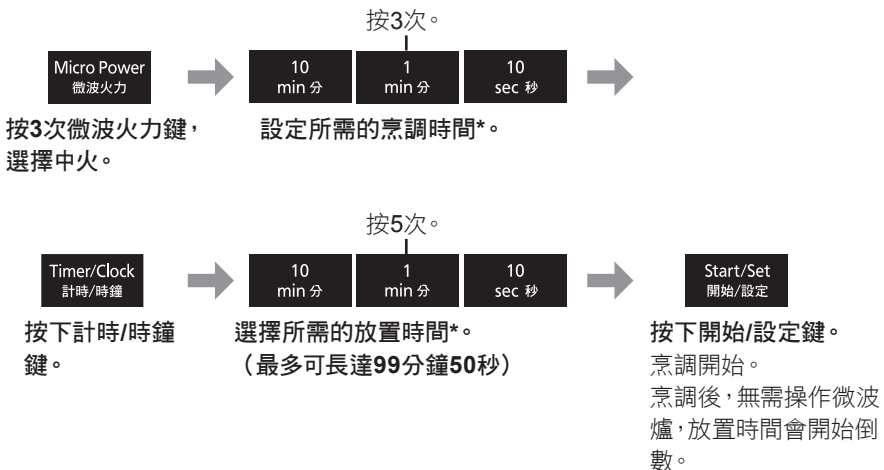 按3次。
Micro Power
微波火力
10
min 分
1
min 分
10
sec 秒
按3次微波火力鍵，
選擇中火。
設定所需的烹調時間*。
按5次。
Timer/Clock
計時/時鐘
10
min 分
1
min 分
10
sec 秒
Start/Set
開始/設定
按下計時/時鐘
鍵。
選擇所需的放置時間*。
（最多可長達99分鐘50秒）
按下開始/設定鍵。
烹調開始。
烹調後，無需操作微波
爐，放置時間會開始倒
數。